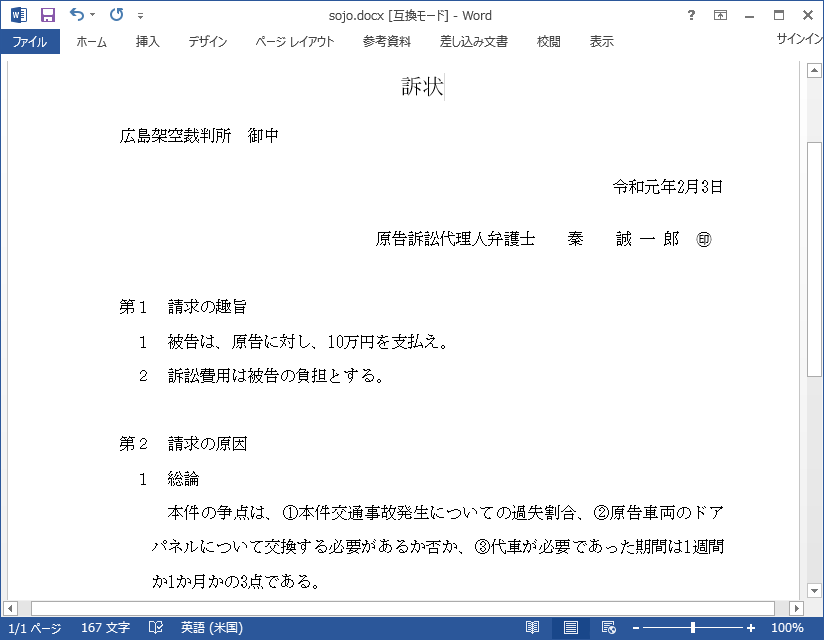 sojo.docx [互換モード] - Word
ファイル ホーム 挿入 デザイン ページ レイアウト 参考資料 差し込み文書 校閲 表示 サインイン
訴状
広島架空裁判所　御中
令和元年2月3日
原告訴訟代理人弁護士　　秦　　誠 一 郎　㊞
第１　請求の趣旨
１　被告は、原告に対し、10万円を支払え。
２　訴訟費用は被告の負担とする。
第２　請求の原因
１　総論
本件の争点は、①本件交通事故発生についての過失割合、②原告車両のドア
パネルについて交換する必要があるか否か、③代車が必要であった期間は1週間
か1か月かの3点である。
1/1 ページ 167 文字 英語 (米国) 100%